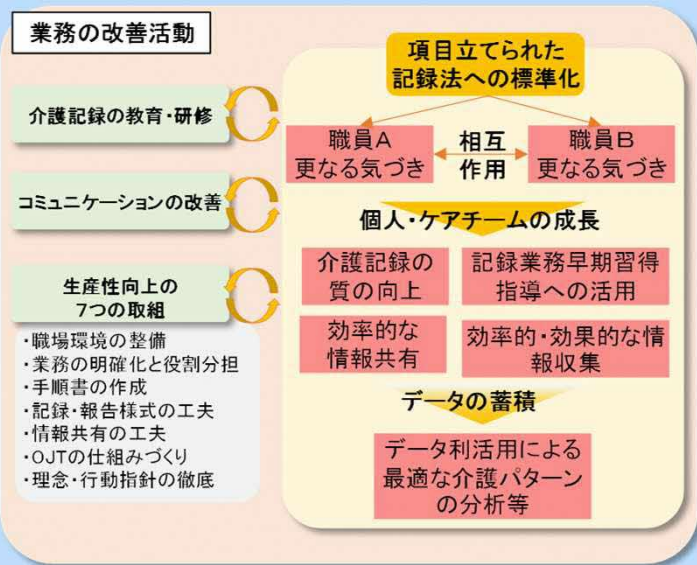 業務の改善活動
介護記録の教育・研修
コミュニケーションの改善
生産性向上の
7つの取組
・職場環境の整備
・業務の明確化と役割分担
・手順書の作成
・記録・報告様式の工夫
・情報共有の工夫
・OJTの仕組みづくり
・理念・行動指針の徹底
項目立てられた
記録法への標準化
職員A
更なる気づき
相互
作用
職員B
更なる気づき
個人・ケアチームの成長
介護記録の
質の向上
記録業務早期習得
指導への活用
効率的な
情報共有
効率的・効果的な情
報収集
データの蓄積
データ利活用による
最適な介護パターン
の分析等